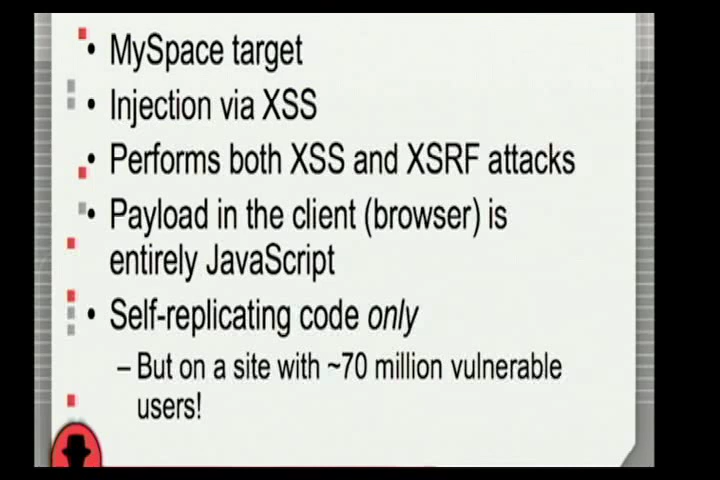 • MySpace target
• Injection via XSS
• Performs both XSS and XSRF attacks
• Payload in the client (browser) is
entirely JavaScript
• Self-replicating code only
– But on a site with ~70 million vulnerable
users!